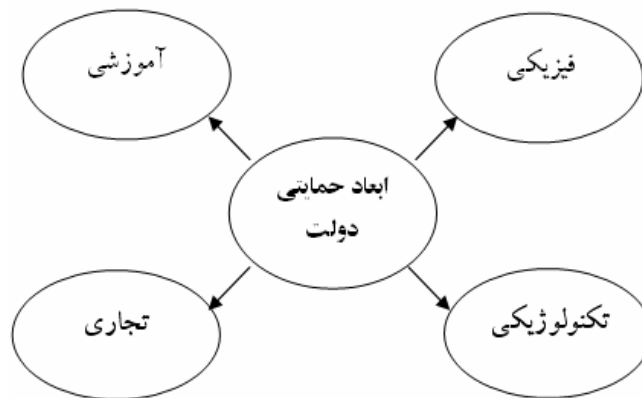 فیزیکی
آموزشی
ابعاد حمایتی
دولت
تکنولوژیکی
تجاری